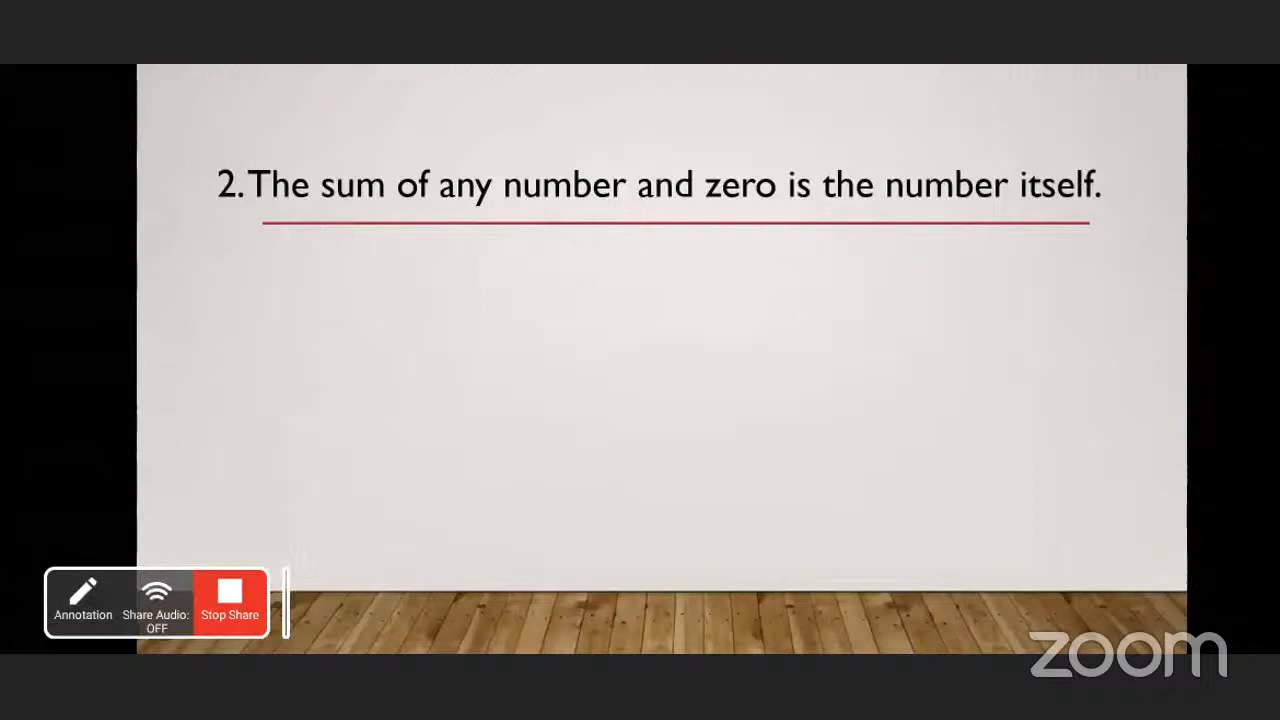 2. The sum of any number and zero is the number itself.
Annotation
Share Audio:
OFF
Stop Share
zoom